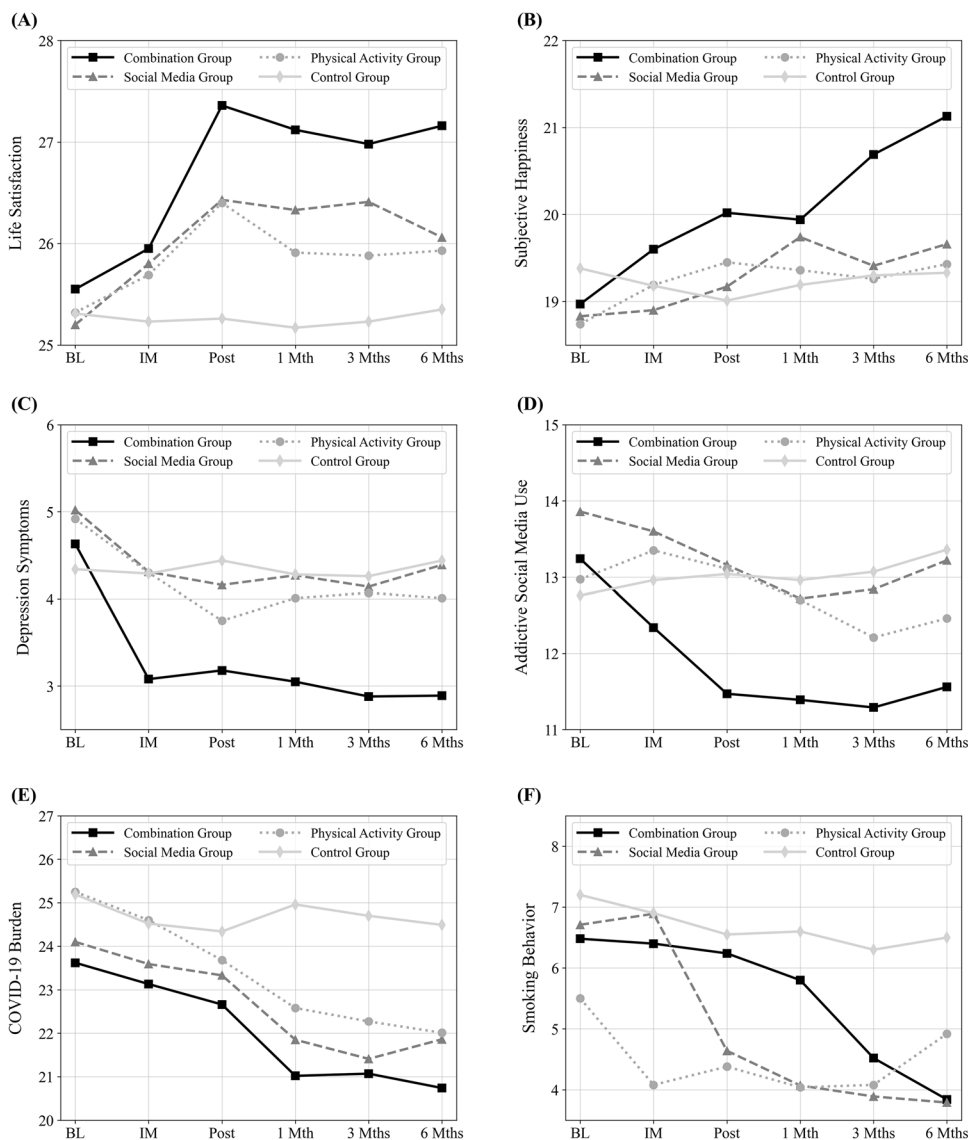 (A)
28
27
26
25
Life Satisfaction
Combination Group
Social Media Group
Physical Activity Group
Control Group
BL IM Post 1 Mth 3 Mths 6 Mths
(B)
22
21
20
19
Subjective Happiness
Combination Group
Social Media Group
Physical Activity Group
Control Group
BL IM Post 1 Mth 3 Mths 6 Mths
(C)
6
5
4
3
Depression Symptoms
Combination Group
Social Media Group
Physical Activity Group
Control Group
BL IM Post 1 Mth 3 Mths 6 Mths
(D)
15
14
13
12
11
Addictive Social Media Use
Combination Group
Social Media Group
Physical Activity Group
Control Group
BL IM Post 1 Mth 3 Mths 6 Mths
(E)
27
26
25
24
23
22
21
20
COVID-19 Burden
Combination Group
Social Media Group
Physical Activity Group
Control Group
BL IM Post 1 Mth 3 Mths 6 Mths
(F)
8
7
6
5
4
Smoking Behavior
Combination Group
Social Media Group
Physical Activity Group
Control Group
BL IM Post 1 Mth 3 Mths 6 Mths